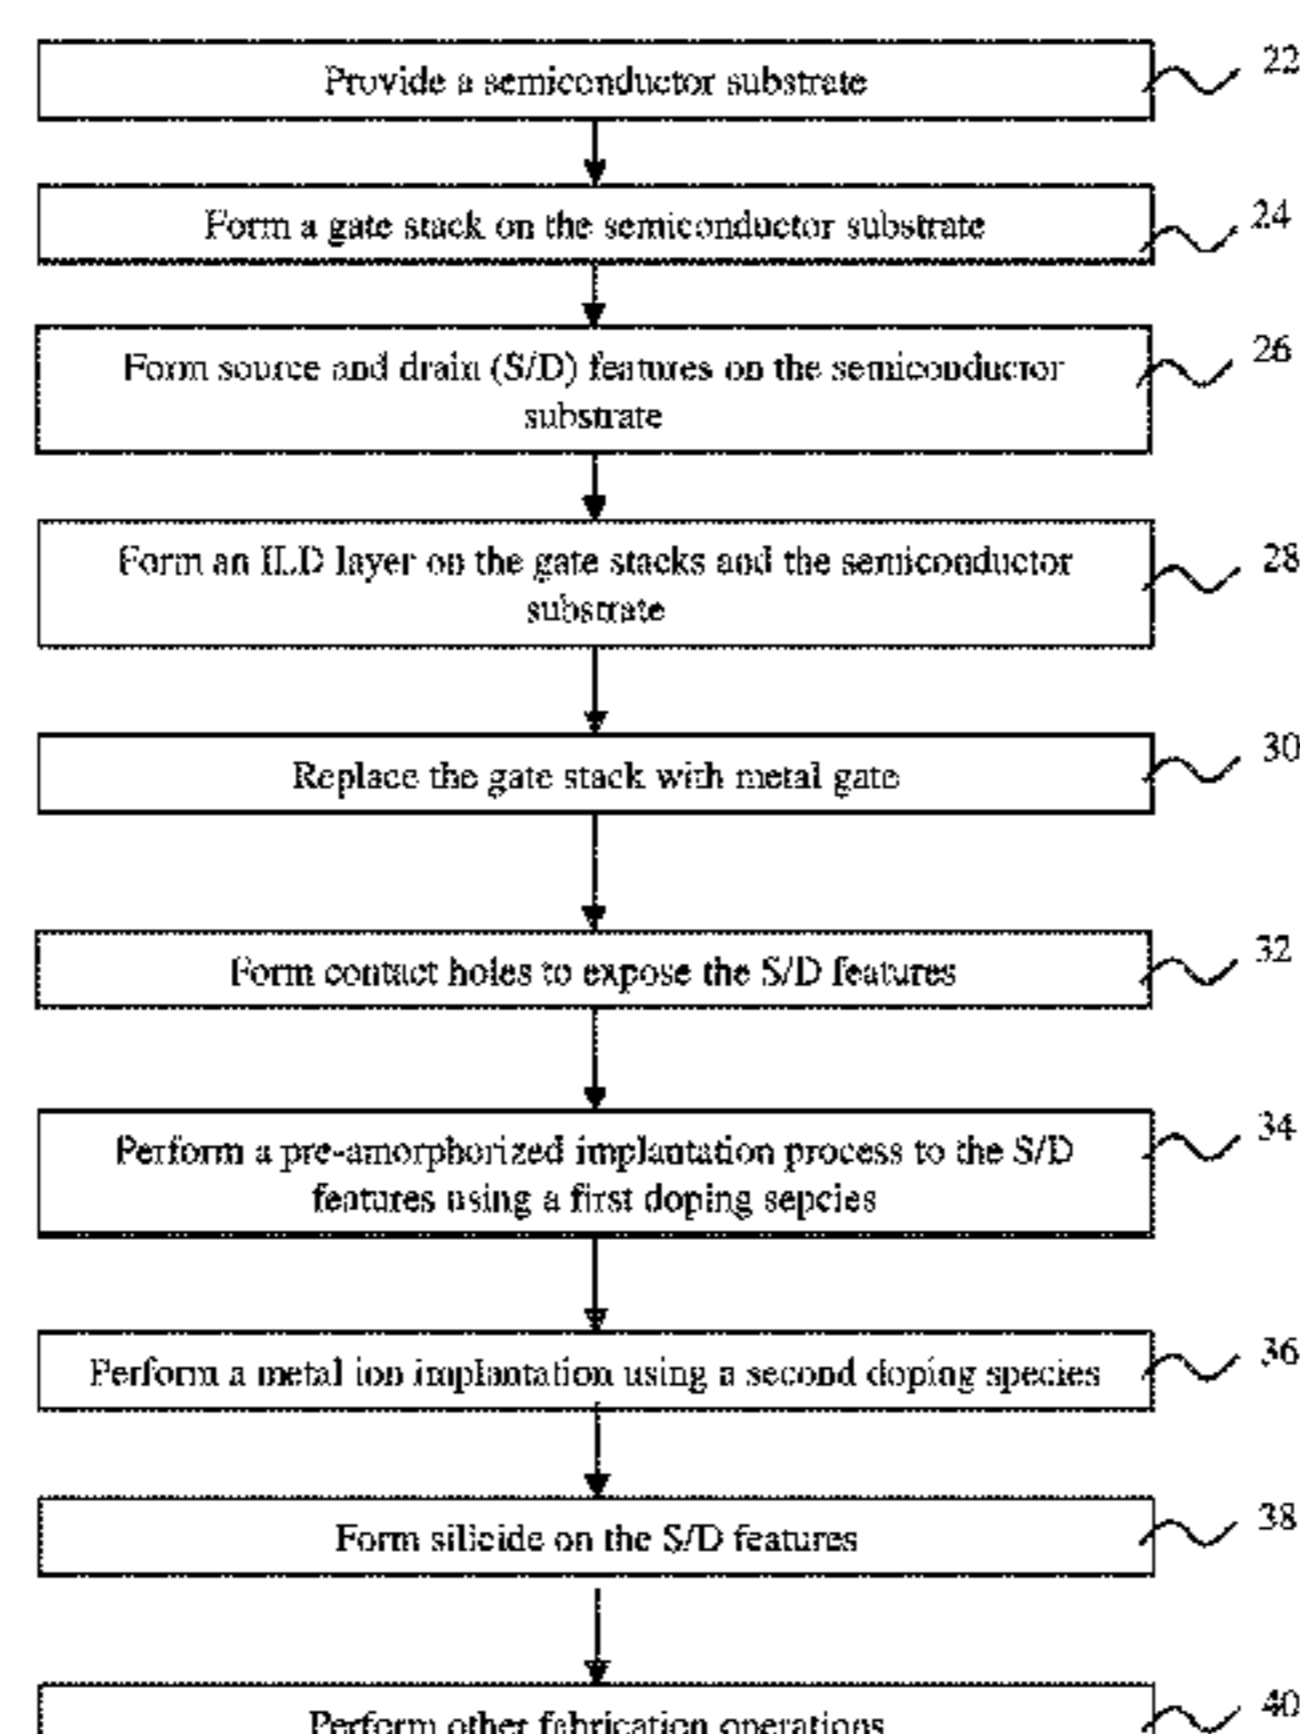 Provide a semiconductor substrate
22
Form a gate stack on the semiconductor substrate
24
Form source and drain (S/D) features on the semiconductor
substrate
26
Form an ILD layer on the gate stacks and the semiconductor
substrate
28
Replace the gate stack with metal gate
30
Form contact holes to expose the S/D features
32
Perform a pre-amorphorized implantation process to the S/D
features using a first doping sepcies
34
Perform a metal ion implantation using a second doping species
36
Form silicide on the S/D features
38
Perform other fabrication operations
40